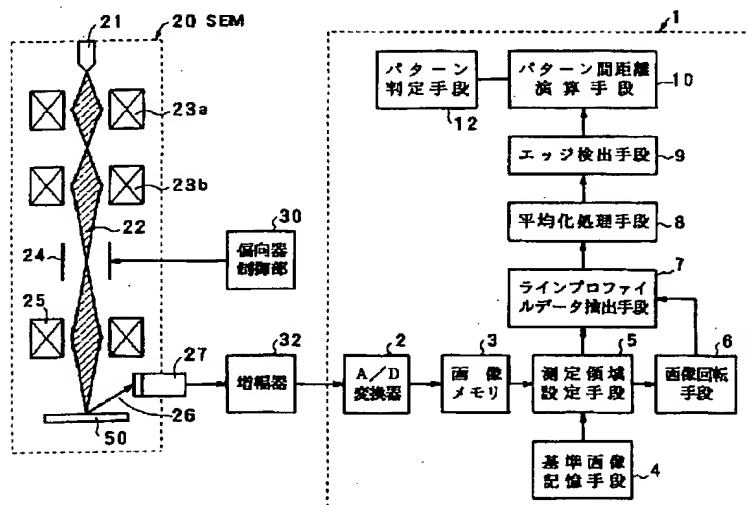 21
20 SEM
1
パターン
判定手段
12
パターン間距離
演算手段
10
23a
エッジ検出手段
9
23b
平均化処理手段
8
22
24
30
偏向器
制御部
7
ラインプロファイ
ルデータ抽出手段
25
27
32
増幅器
2
A/D
変換器
3
画像
メモリ
5
測定領域
設定手段
6
画像回転
手段
26
50
基準画像
記憶手段
4